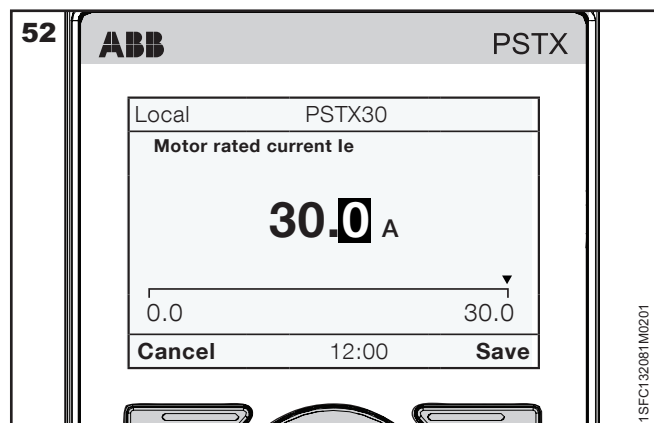 52
ABB PSTX
Local PSTX30
Motor rated current Ie
30.0 A
0.0 30.0
Cancel 12:00 Save
1SFC132081M0201